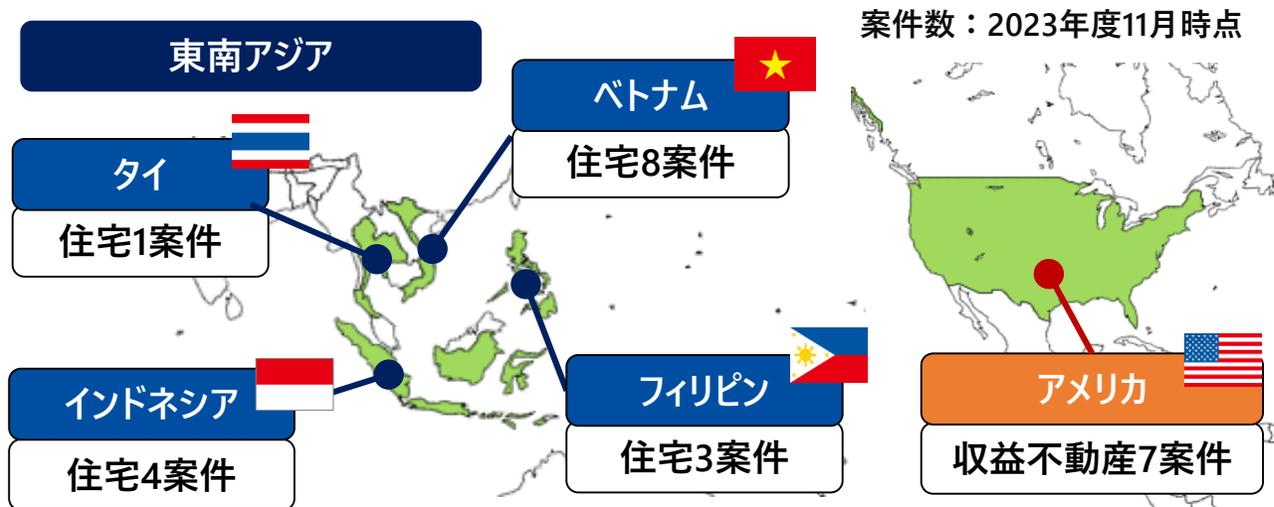 案件数：2023年度11月時点
東南アジア
ベトナム
住宅8案件
タイ
住宅1案件
インドネシア
住宅4案件
フィリピン
住宅3案件
アメリカ
収益不動産7案件